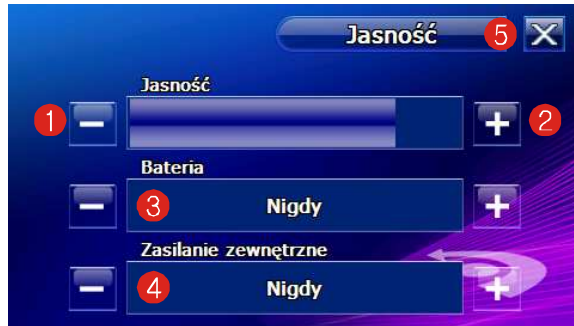 Jasność 5 X
Jasność
1 − + 2
Bateria
− 3 Nigdy +
Zasilanie zewnętrzne
− 4 Nigdy +